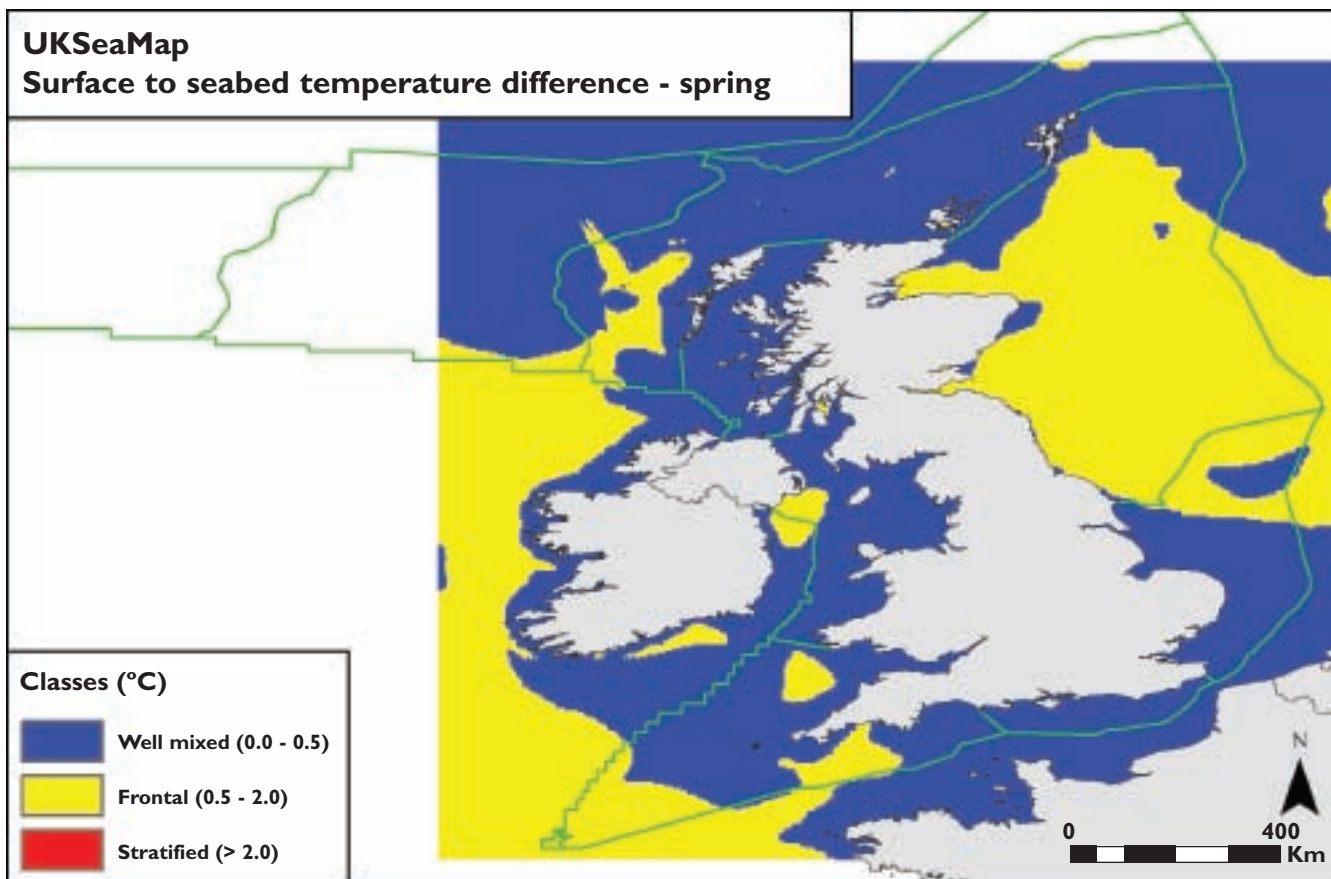 UKSeaMap
Surface to seabed temperature difference - spring
Classes (ºC)
Well mixed (0.0 - 0.5)
Frontal (0.5 - 2.0)
Stratified (> 2.0)
N
0 400
Km